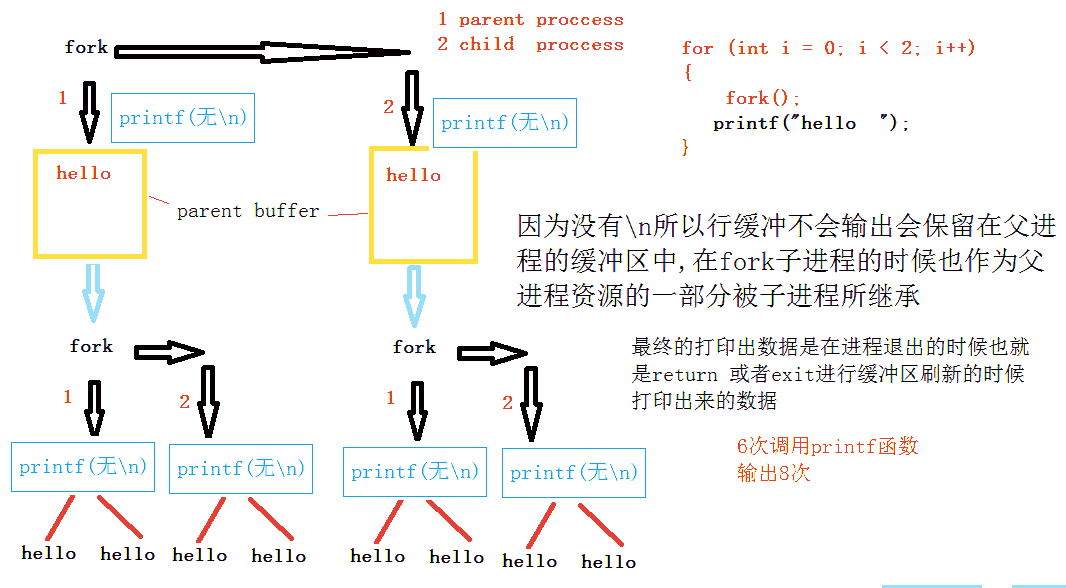 1 parent proccess
2 child proccess
fork
for (int i = 0; i < 2; i++)
{
fork();
printf("hello ");
}
1
printf(无\n)
2
printf(无\n)
hello
hello
parent buffer
因为没有\n所以行缓冲不会输出会保留在父进
程的缓冲区中,在fork子进程的时候也作为父
进程资源的一部分被子进程所继承
fork
fork
最终的打印出数据是在进程退出的时候也就
是return 或者exit进行缓冲区刷新的时候
打印出来的数据
1
2
1
2
6次调用printf函数
输出8次
printf(无\n)
printf(无\n)
printf(无\n)
printf(无\n)
hello
hello
hello
hello
hello
hello
hello
hello